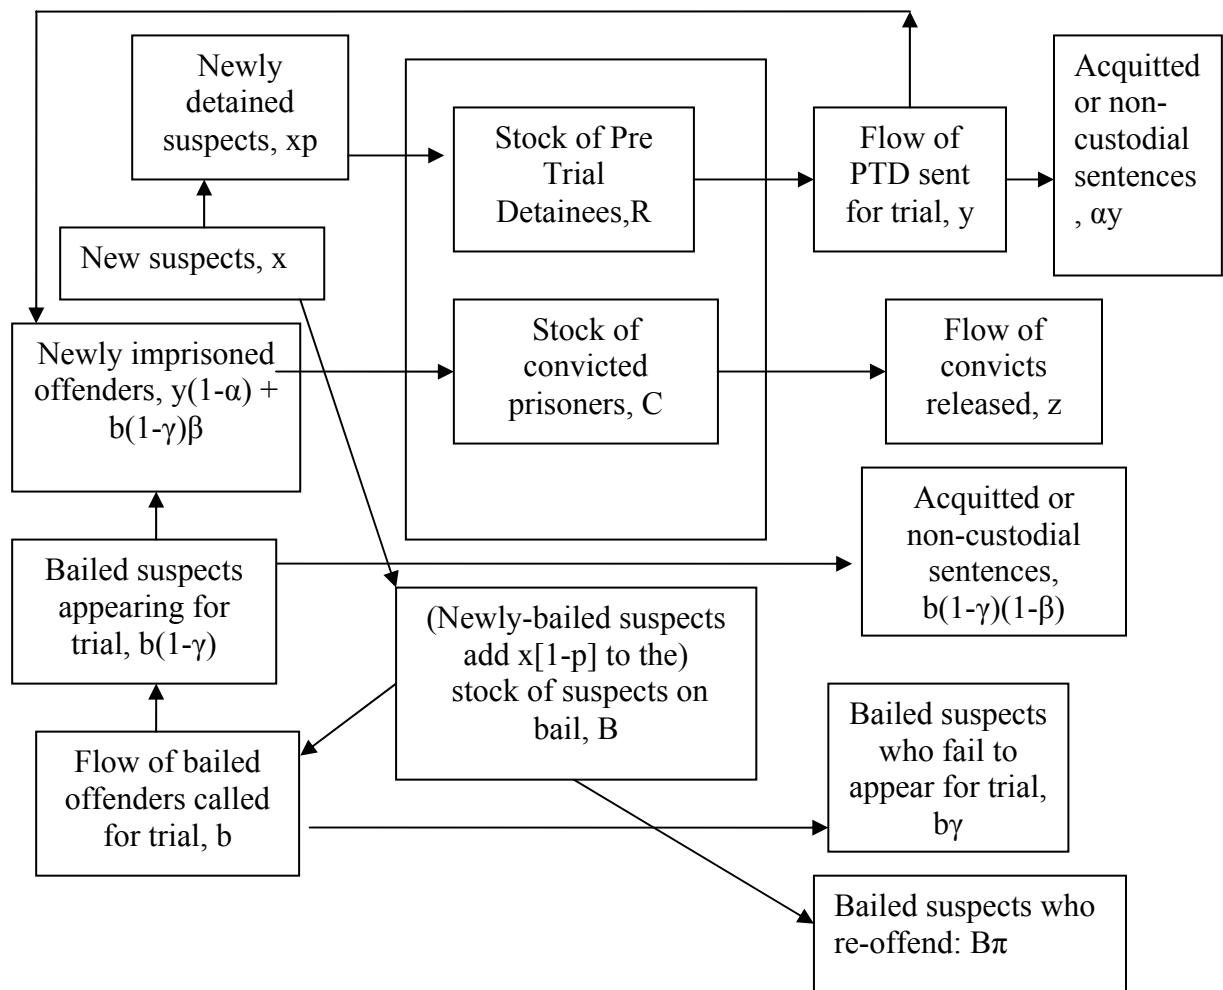 Newly
detained
suspects, xp
Stock of Pre
Trial
Detainees,R
Flow of
PTD sent
for trial, y
Acquitted
or non-
custodial
sentences
, αy
New suspects, x
Newly imprisoned
offenders, y(1-α) +
b(1-γ)β
Stock of
convicted
prisoners, C
Flow of
convicts
released, z
Acquitted or
non-custodial
sentences,
b(1-γ)(1-β)
Bailed suspects
appearing for
trial, b(1-γ)
(Newly-bailed suspects
add x[1-p] to the)
stock of suspects on
bail, B
Flow of bailed
offenders called
for trial, b
Bailed suspects
who fail to
appear for trial,
bγ
Bailed suspects who
re-offend: Bπ